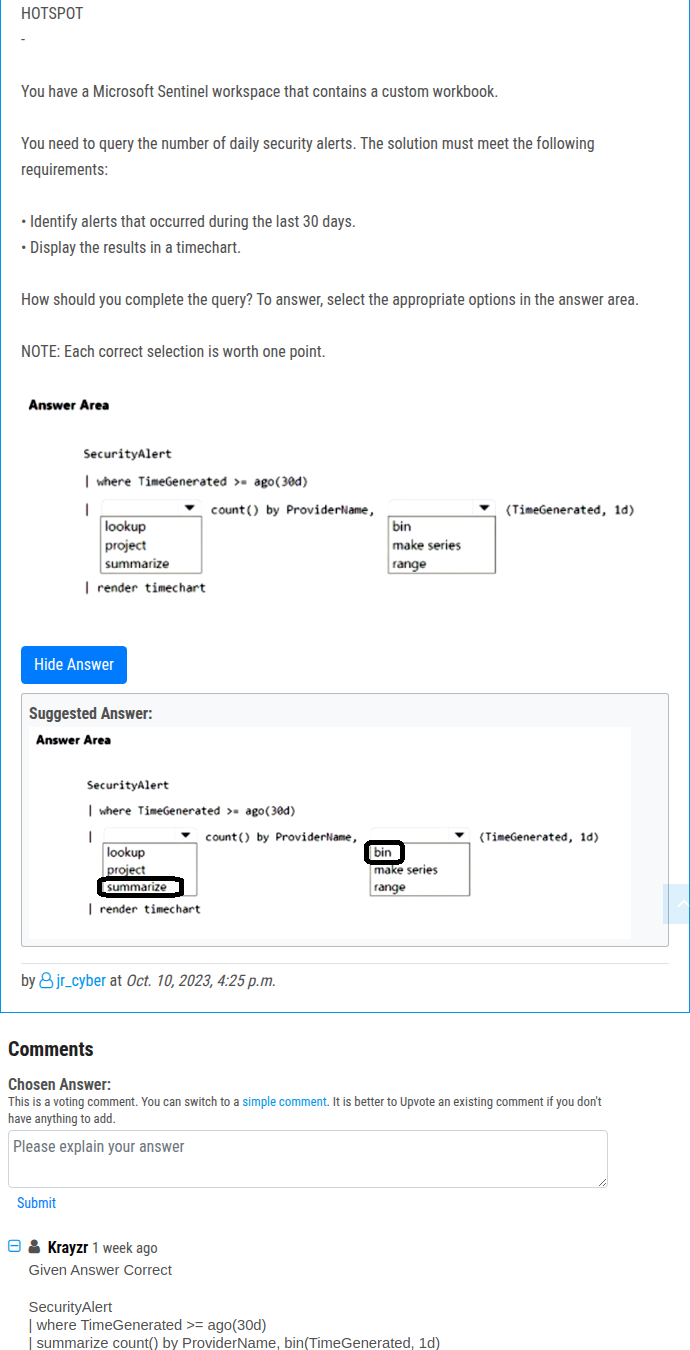 HOTSPOT
-
You have a Microsoft Sentinel workspace that contains a custom workbook.
You need to query the number of daily security alerts. The solution must meet the following
requirements:
• Identify alerts that occurred during the last 30 days.
• Display the results in a timechart.
How should you complete the query? To answer, select the appropriate options in the answer area.
NOTE: Each correct selection is worth one point.
Answer Area
SecurityAlert
| where TimeGenerated >= ago(30d)
| count() by ProviderName, (TimeGenerated, 1d)
lookup bin
project make series
summarize range
| render timechart
Hide Answer
Suggested Answer:
Answer Area
SecurityAlert
| where TimeGenerated >= ago(30d)
| count() by ProviderName, (TimeGenerated, 1d)
lookup bin
project make series
summarize range
| render timechart
by jr_cyber at Oct. 10, 2023, 4:25 p.m.
Comments
Chosen Answer:
This is a voting comment. You can switch to a simple comment. It is better to Upvote an existing comment if you don't
have anything to add.
Please explain your answer
Submit
Krayzr 1 week ago
Given Answer Correct
SecurityAlert
| where TimeGenerated >= ago(30d)
| summarize count() by ProviderName, bin(TimeGenerated, 1d)